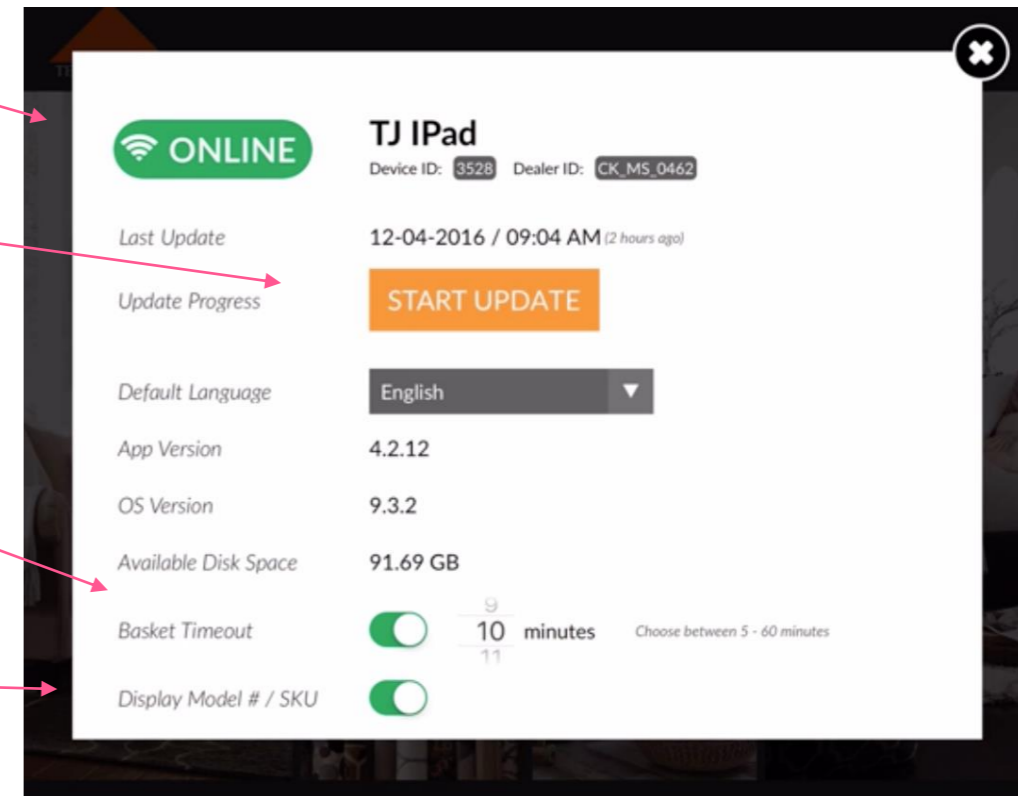 TE
ONLINE
TJ IPad
Device ID: 3528 Dealer ID: CK_MS_0462
Last Update 12-04-2016 / 09:04 AM (2 hours ago)
Update Progress START UPDATE
Default Language English
App Version 4.2.12
OS Version 9.3.2
Available Disk Space 91.69 GB
9
Basket Timeout 10 minutes Choose between 5 - 60 minutes
11
Display Model # / SKU